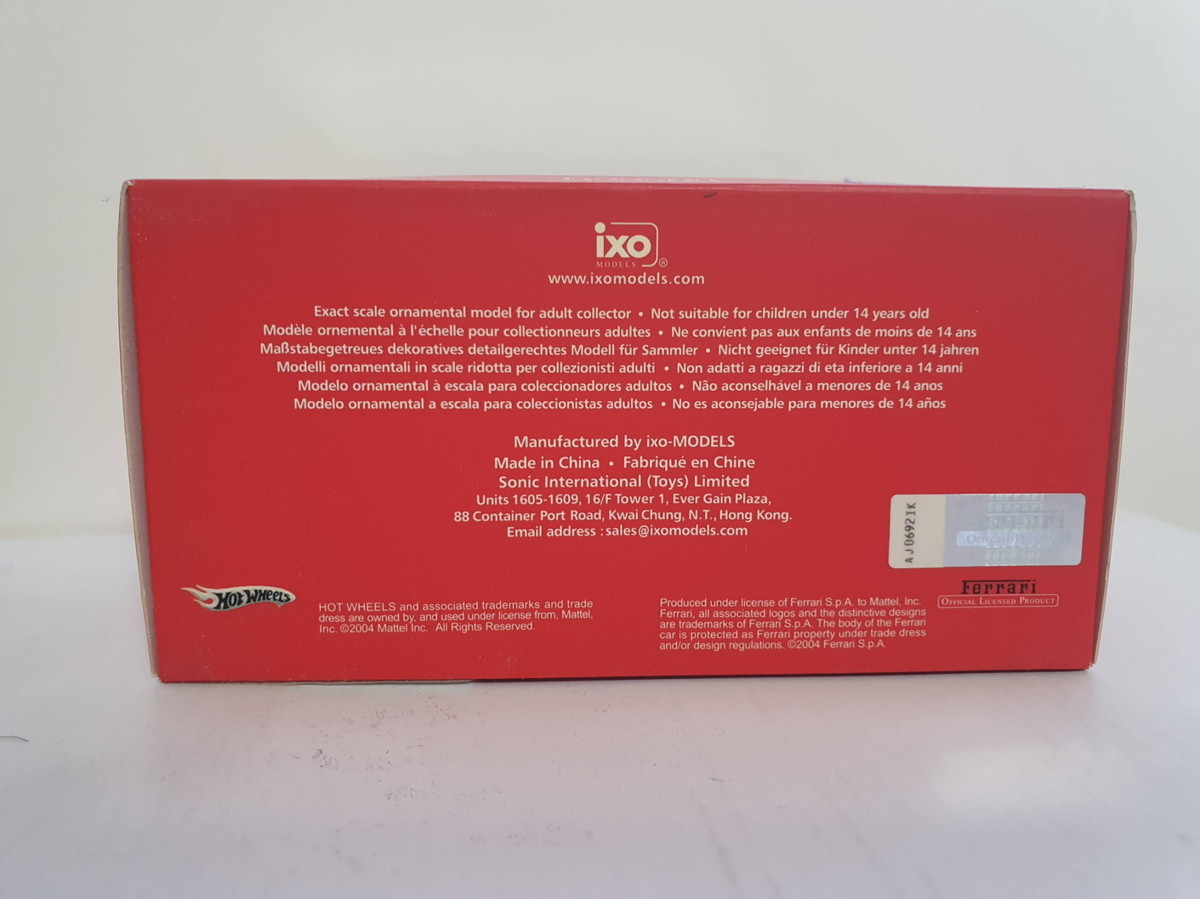 ixo
MODELS ®
www.ixomodels.com
Exact scale ornamental model for adult collector • Not suitable for children under 14 years old
Modèle ornemental à l'échelle pour collectionneurs adultes • Ne convient pas aux enfants de moins de 14 ans
Maßstabegetreues dekoratives detailgerechtes Modell für Sammler • Nicht geeignet für Kinder unter 14 jahren
Modelli ornamentali in scale ridotta per collezionisti adulti • Non adatti a ragazzi di eta inferiore a 14 anni
Modelo ornamental à escala para coleccionadores adultos • Não aconselhável a menores de 14 anos
Modelo ornamental a escala para coleccionistas adultos • No es aconsejable para menores de 14 años
Manufactured by ixo-MODELS
Made in China • Fabriqué en Chine
Sonic International (Toys) Limited
Units 1605-1609, 16/F Tower 1, Ever Gain Plaza,
88 Container Port Road, Kwai Chung, N.T., Hong Kong.
Email address : sales@ixomodels.com
AJ06921K
HOT WHEELS
HOT WHEELS and associated trademarks and trade
dress are owned by, and used under license from, Mattel,
Inc. ©2004 Mattel Inc. All Rights Reserved.
Produced under license of Ferrari S.p.A. to Mattel, Inc.
Ferrari, all associated logos and the distinctive designs
are trademarks of Ferrari S.p.A. The body of the Ferrari
car is protected as Ferrari property under trade dress
and/or design regulations. ©2004 Ferrari S.p.A.
Ferrari
OFFICIAL LICENSED PRODUCT